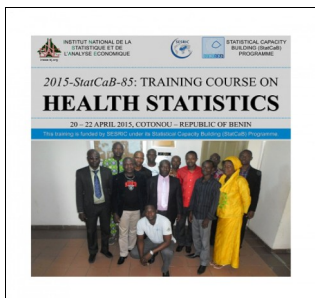 INSTITUT NATIONAL DE LA
STATISTIQUE ET DE
L'ANALYSE ECONOMIQUE
SESRIC
STATISTICAL CAPACITY
BUILDING (StatCaB)
PROGRAMME
2015-StatCaB-85: TRAINING COURSE ON
HEALTH STATISTICS
20 – 22 APRIL 2015, COTONOU – REPUBLIC OF BENIN
This training is funded by SESRIC under its Statistical Capacity Building (StatCaB) Programme